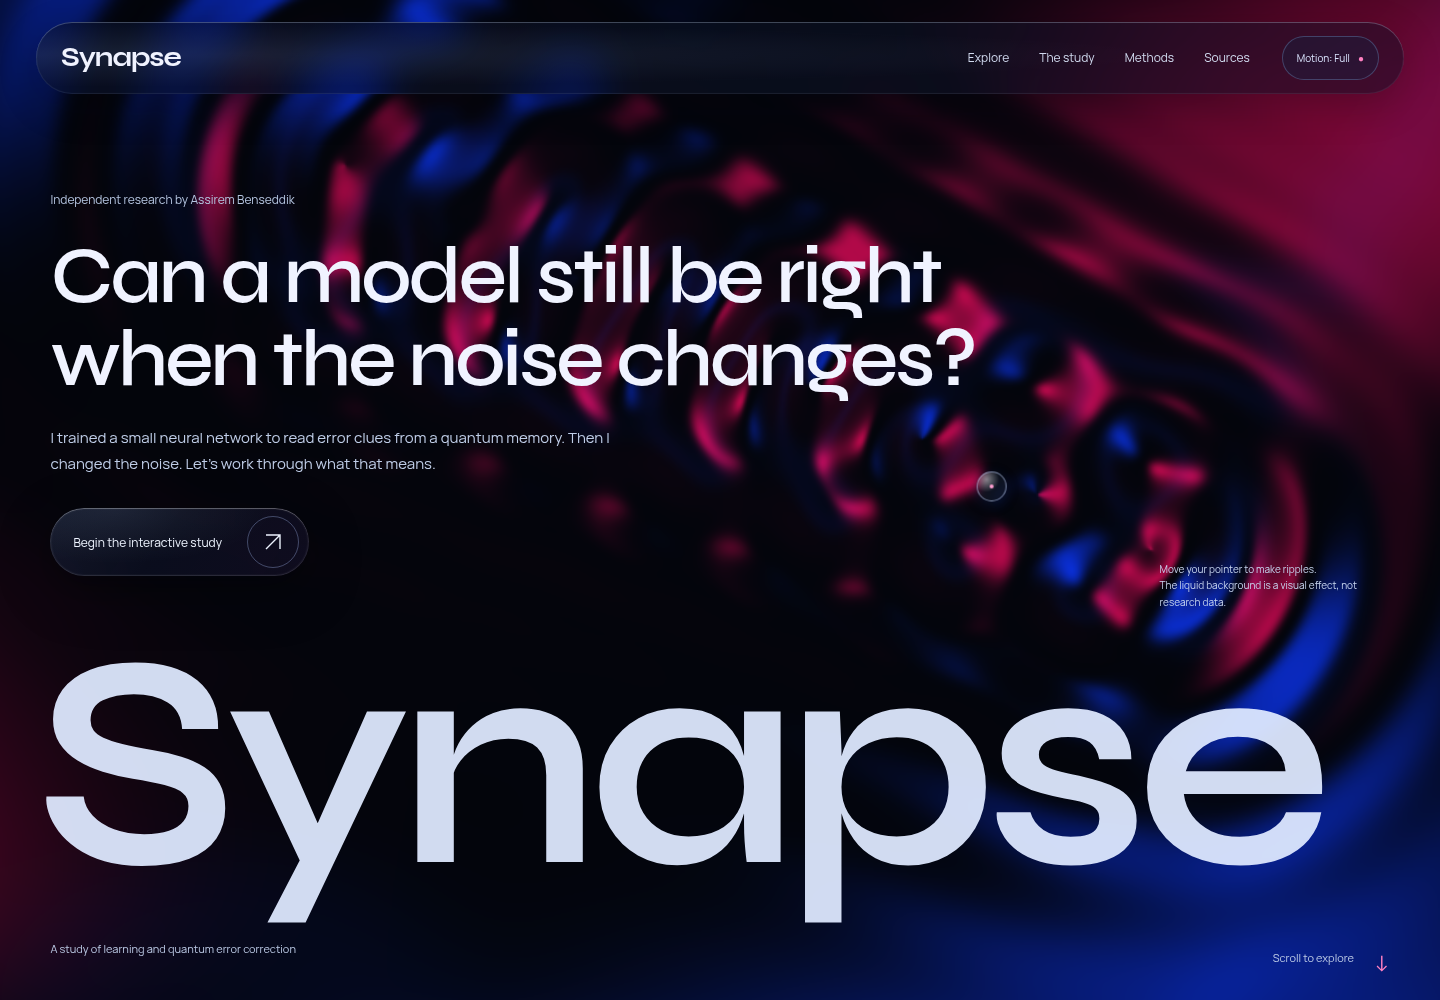 Synapse
Explore
The study
Methods
Sources
Motion: Full
Independent research by Assirem Benseddik
Can a model still be right
when the noise changes?
I trained a small neural network to read error clues from a quantum memory. Then I
changed the noise. Let's work through what that means.
Begin the interactive study
Move your pointer to make ripples.
The liquid background is a visual effect, not
research data.
Synapse
A study of learning and quantum error correction
Scroll to explore